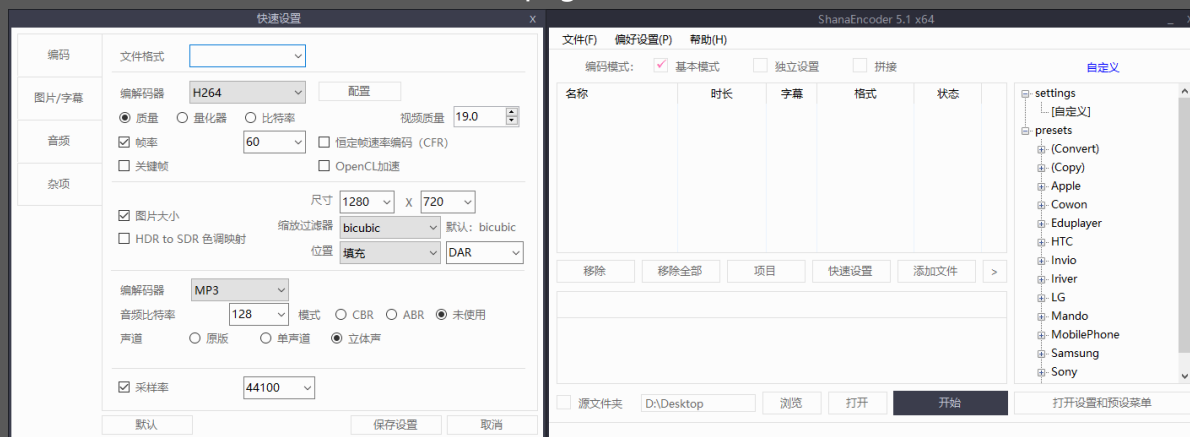 快速设置 x
编码
图片/字幕
音频
杂项
文件格式
编解码器 H264 配置
质量 量化器 比特率 视频质量 19.0
帧率 60 恒定帧速率编码 (CFR)
关键帧 OpenCL加速
尺寸 1280 X 720
图片大小
缩放过滤器 bicubic 默认: bicubic
HDR to SDR 色调映射
位置 填充 DAR
编解码器 MP3
音频比特率 128 模式 CBR ABR 未使用
声道 原版 单声道 立体声
采样率 44100
默认 保存设置 取消
ShanaEncoder 5.1 x64
文件(F) 偏好设置(P) 帮助(H)
编码模式: 基本模式 独立设置 拼接
自定义
名称 时长 字幕 格式 状态
settings
[自定义]
presets
(Convert)
(Copy)
Apple
Cowon
Eduplayer
HTC
Invio
Iriver
LG
Mando
MobilePhone
Samsung
Sony
移除 移除全部 项目 快速设置 添加文件 >
源文件夹 D:\Desktop 浏览 打开 开始 打开设置和预设菜单